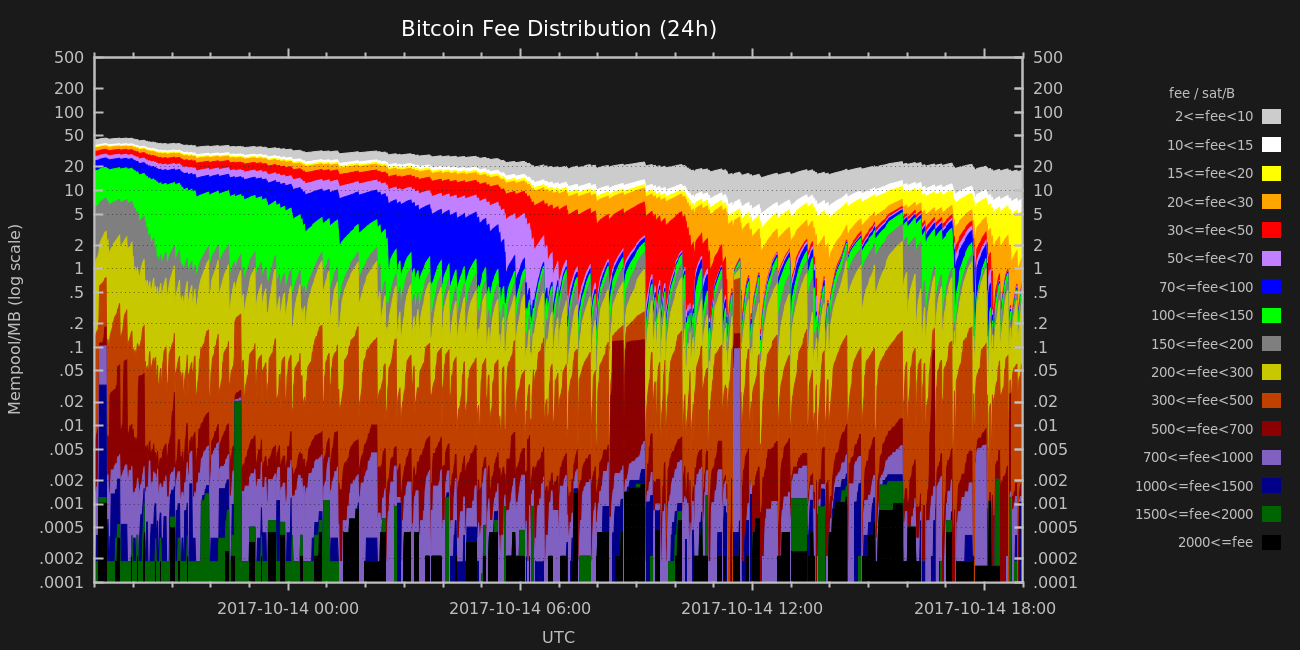 Bitcoin Fee Distribution (24h)
500 500
200 200
100 100
50 50
20 20
10 10
5 5
2 2
1 1
.5 .5
.2 .2
.1 .1
.05 .05
.02 .02
.01 .01
.005 .005
.002 .002
.001 .001
.0005 .0005
.0002 .0002
.0001 .0001
Mempool/MB (log scale)
2017-10-14 00:00 2017-10-14 06:00 2017-10-14 12:00 2017-10-14 18:00
UTC
fee / sat/B
2<=fee<10
10<=fee<15
15<=fee<20
20<=fee<30
30<=fee<50
50<=fee<70
70<=fee<100
100<=fee<150
150<=fee<200
200<=fee<300
300<=fee<500
500<=fee<700
700<=fee<1000
1000<=fee<1500
1500<=fee<2000
2000<=fee